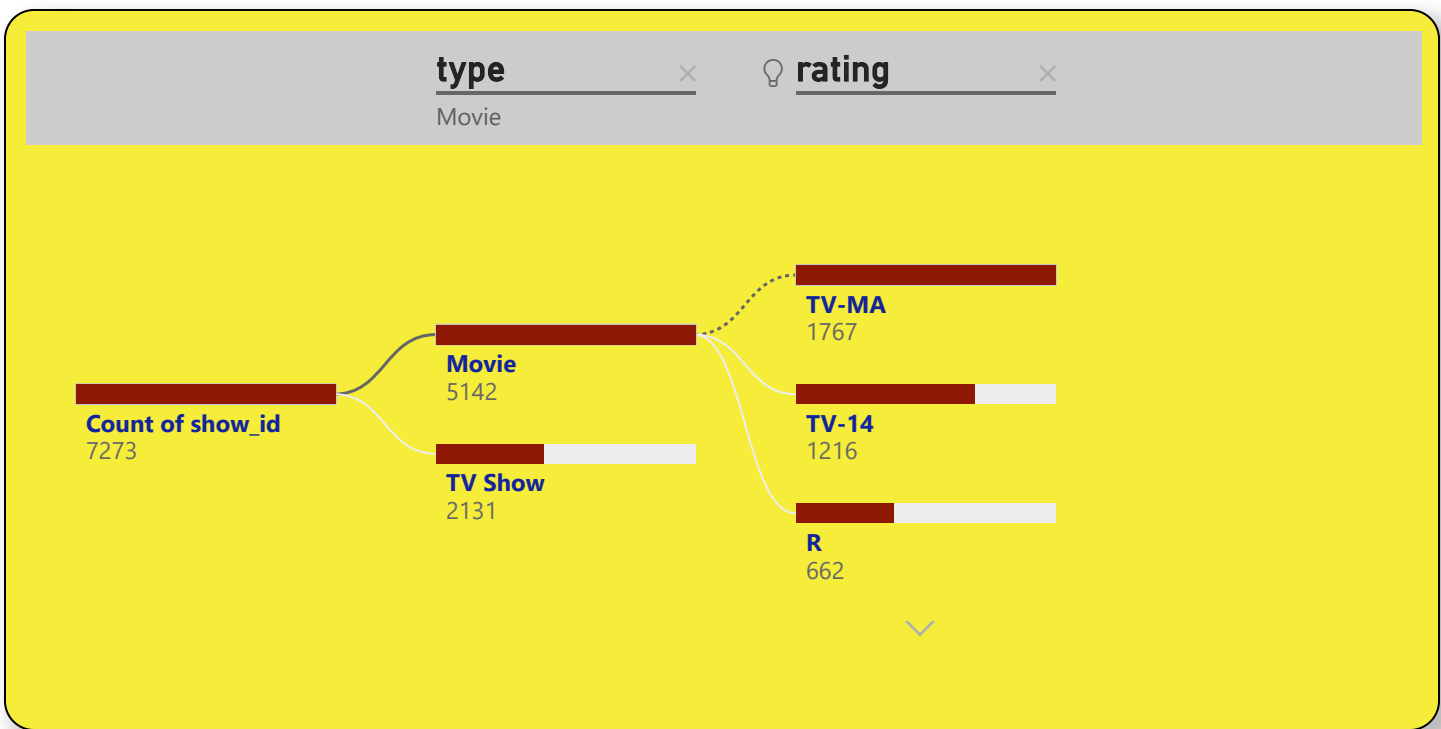 type
rating
Movie
TV-MA
1767
Movie
5142
Count of show_id
7273
TV-14
1216
TV Show
2131
R
662